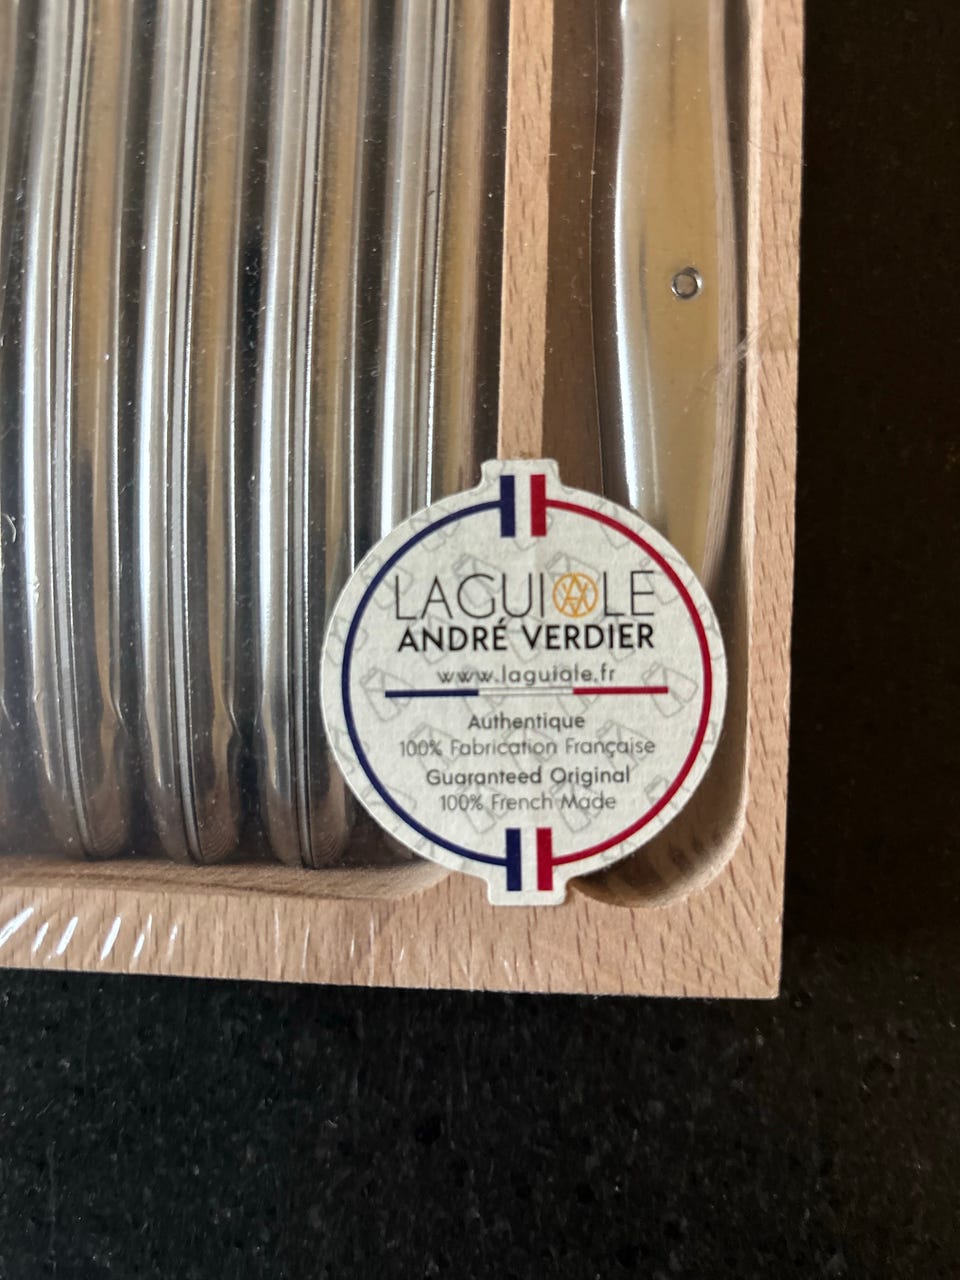 LAGUIOLE
ANDRÉ VERDIER
www.laguiole.fr
Authentique
100% Fabrication Française
Guaranteed Original
100% French Made